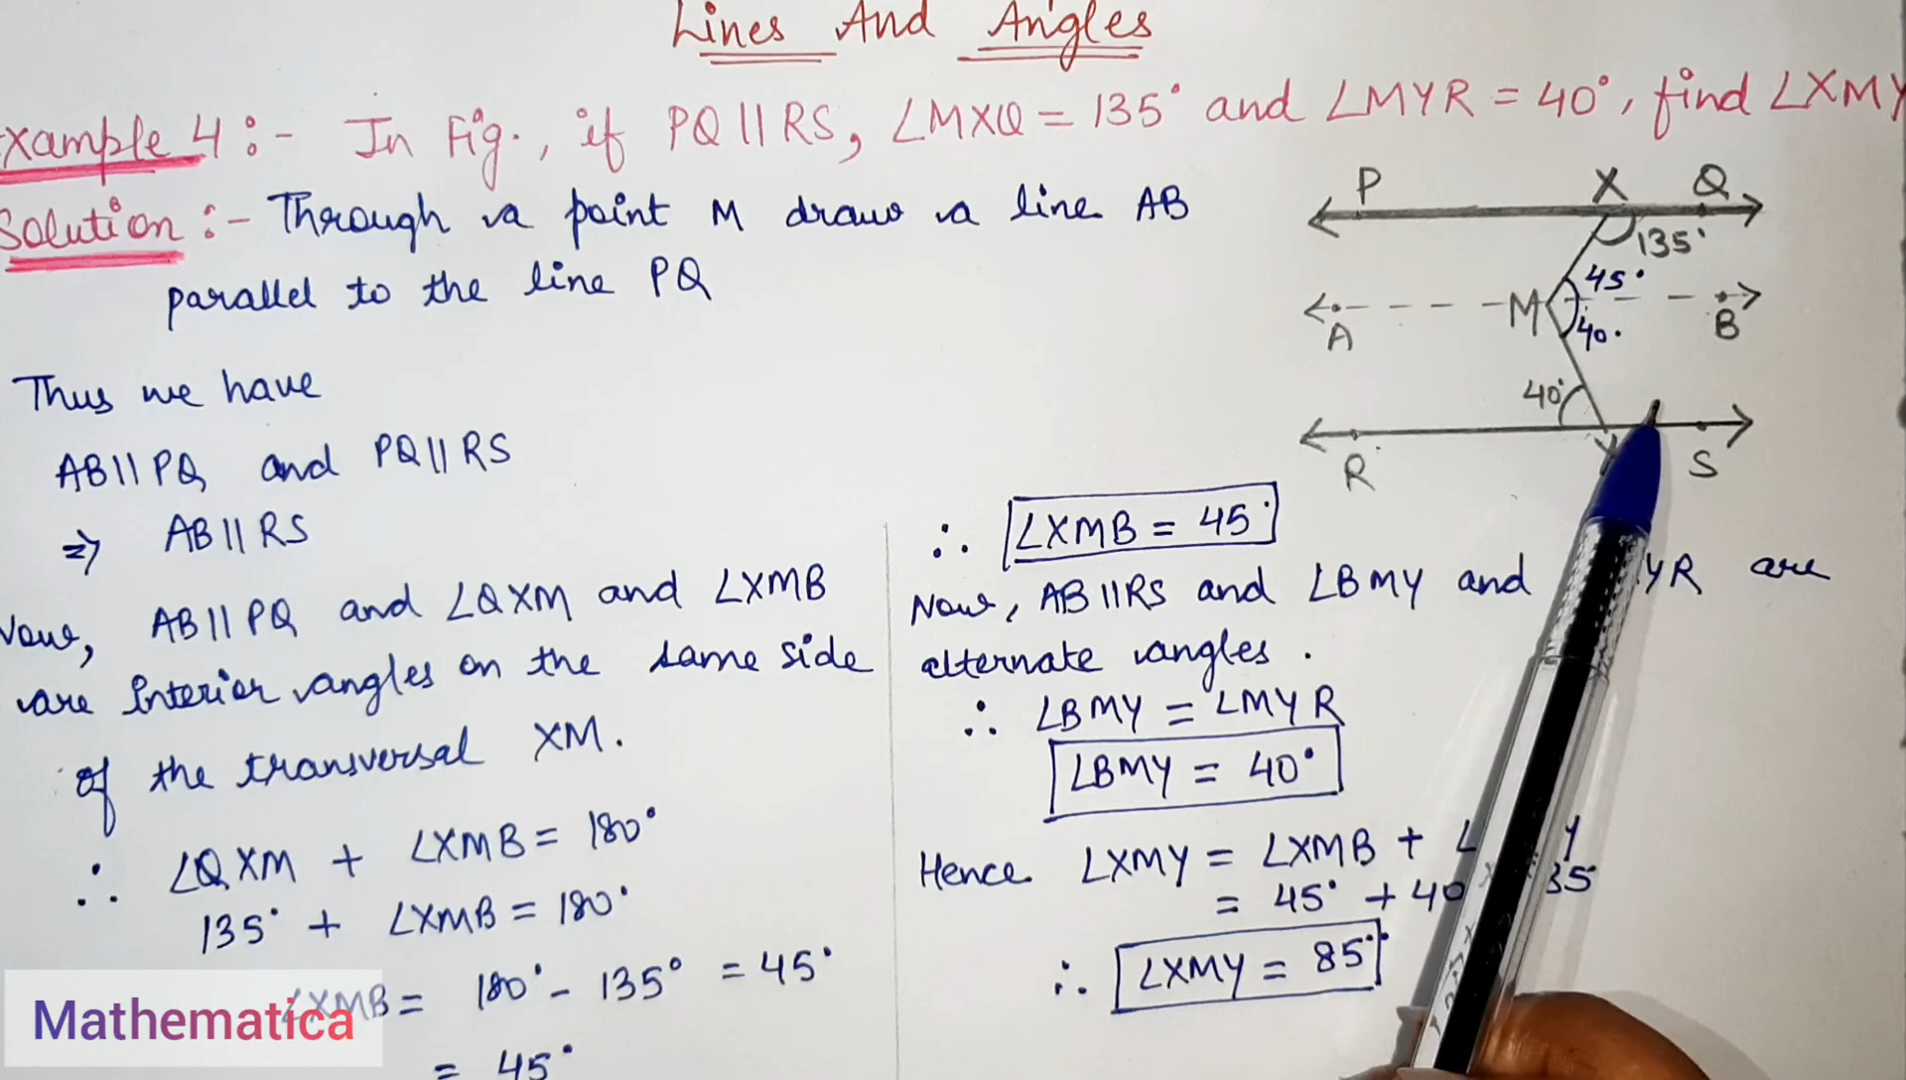 Lines And Angles
Example 4 :- In Fig., if PQ || RS, ∠MXQ = 135° and ∠MYR = 40°, find ∠XMY
Solution :- Through a point M draw a line AB
parallel to the line PQ
P X Q
135°
45°
A M B
40°
40°
R Y S
Thus we have
AB || PQ and PQ || RS
⇒ AB || RS
Now, AB || PQ and ∠QXM and ∠XMB
are interior angles on the same side
of the transversal XM.
∴ ∠QXM + ∠XMB = 180°
135° + ∠XMB = 180°
∠XMB = 180° - 135° = 45°
= 45°
∴ ∠XMB = 45°
Now, AB || RS and ∠BMY and YR are
alternate angles.
∴ ∠BMY = ∠MYR
∠BMY = 40°
Hence ∠XMY = ∠XMB + ∠ Y
= 45° + 40 35
∴ ∠XMY = 85°
Mathematica